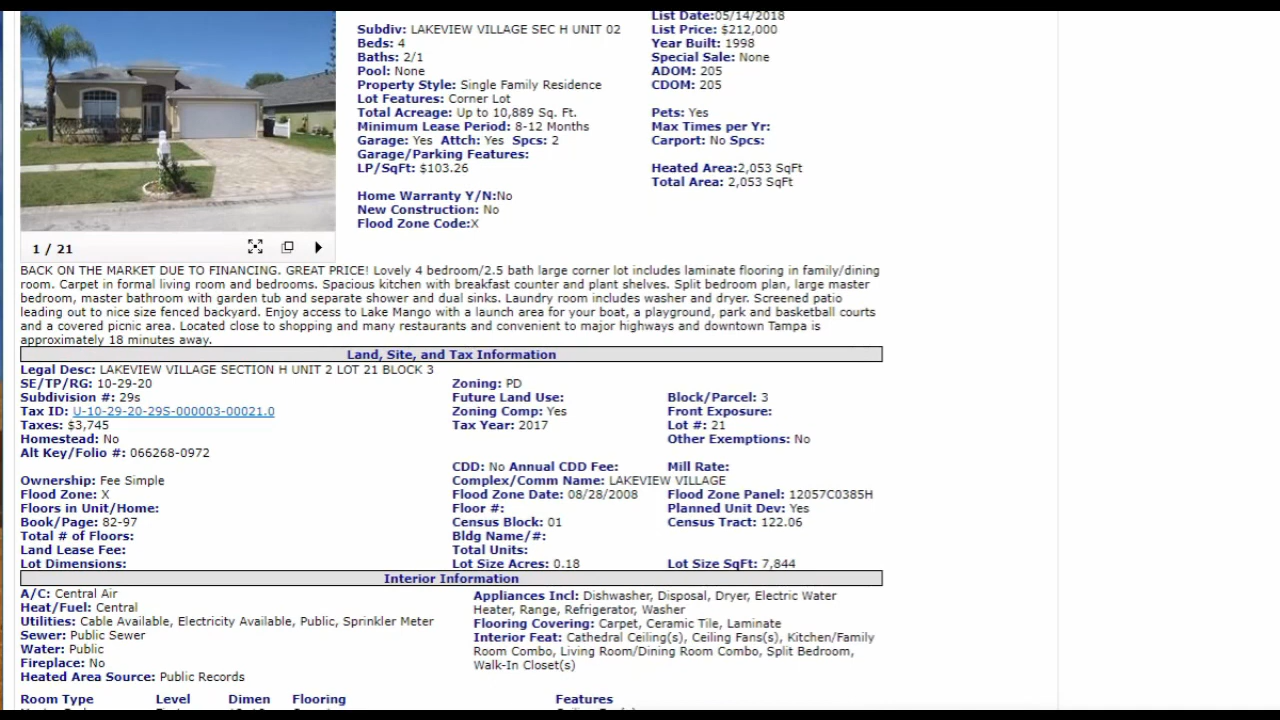 List Date:05/14/2018
Subdiv: LAKEVIEW VILLAGE SEC H UNIT 02 List Price: $212,000
Beds: 4 Year Built: 1998
Baths: 2/1 Special Sale: None
Pool: None ADOM: 205
Property Style: Single Family Residence CDOM: 205
Lot Features: Corner Lot
Total Acreage: Up to 10,889 Sq. Ft. Pets: Yes
Minimum Lease Period: 8-12 Months Max Times per Yr:
Garage: Yes Attch: Yes Spcs: 2 Carport: No Spcs:
Garage/Parking Features:
LP/SqFt: $103.26 Heated Area:2,053 SqFt
Total Area: 2,053 SqFt
Home Warranty Y/N:No
New Construction: No
Flood Zone Code:X
1 / 21
BACK ON THE MARKET DUE TO FINANCING. GREAT PRICE! Lovely 4 bedroom/2.5 bath large corner lot includes laminate flooring in family/dining
room. Carpet in formal living room and bedrooms. Spacious kitchen with breakfast counter and plant shelves. Split bedroom plan, large master
bedroom, master bathroom with garden tub and separate shower and dual sinks. Laundry room includes washer and dryer. Screened patio
leading out to nice size fenced backyard. Enjoy access to Lake Mango with a launch area for your boat, a playground, park and basketball courts
and a covered picnic area. Located close to shopping and many restaurants and convenient to major highways and downtown Tampa is
approximately 18 minutes away.
Land, Site, and Tax Information
Legal Desc: LAKEVIEW VILLAGE SECTION H UNIT 2 LOT 21 BLOCK 3
SE/TP/RG: 10-29-20 Zoning: PD
Subdivision #: 29s Future Land Use: Block/Parcel: 3
Tax ID: U-10-29-20-29S-000003-00021.0 Zoning Comp: Yes Front Exposure:
Taxes: $3,745 Tax Year: 2017 Lot #: 21
Homestead: No Other Exemptions: No
Alt Key/Folio #: 066268-0972
CDD: No Annual CDD Fee: Mill Rate:
Ownership: Fee Simple Complex/Comm Name: LAKEVIEW VILLAGE
Flood Zone: X Flood Zone Date: 08/28/2008 Flood Zone Panel: 12057C0385H
Floors in Unit/Home: Floor #: Planned Unit Dev: Yes
Book/Page: 82-97 Census Block: 01 Census Tract: 122.06
Total # of Floors: Bldg Name/#:
Land Lease Fee: Total Units:
Lot Dimensions: Lot Size Acres: 0.18 Lot Size SqFt: 7,844
Interior Information
A/C: Central Air
Heat/Fuel: Central
Utilities: Cable Available, Electricity Available, Public, Sprinkler Meter
Sewer: Public Sewer
Water: Public
Fireplace: No
Heated Area Source: Public Records
Appliances Incl: Dishwasher, Disposal, Dryer, Electric Water
Heater, Range, Refrigerator, Washer
Flooring Covering: Carpet, Ceramic Tile, Laminate
Interior Feat: Cathedral Ceiling(s), Ceiling Fans(s), Kitchen/Family
Room Combo, Living Room/Dining Room Combo, Split Bedroom,
Walk-In Closet(s)
Room Type Level Dimen Flooring Features